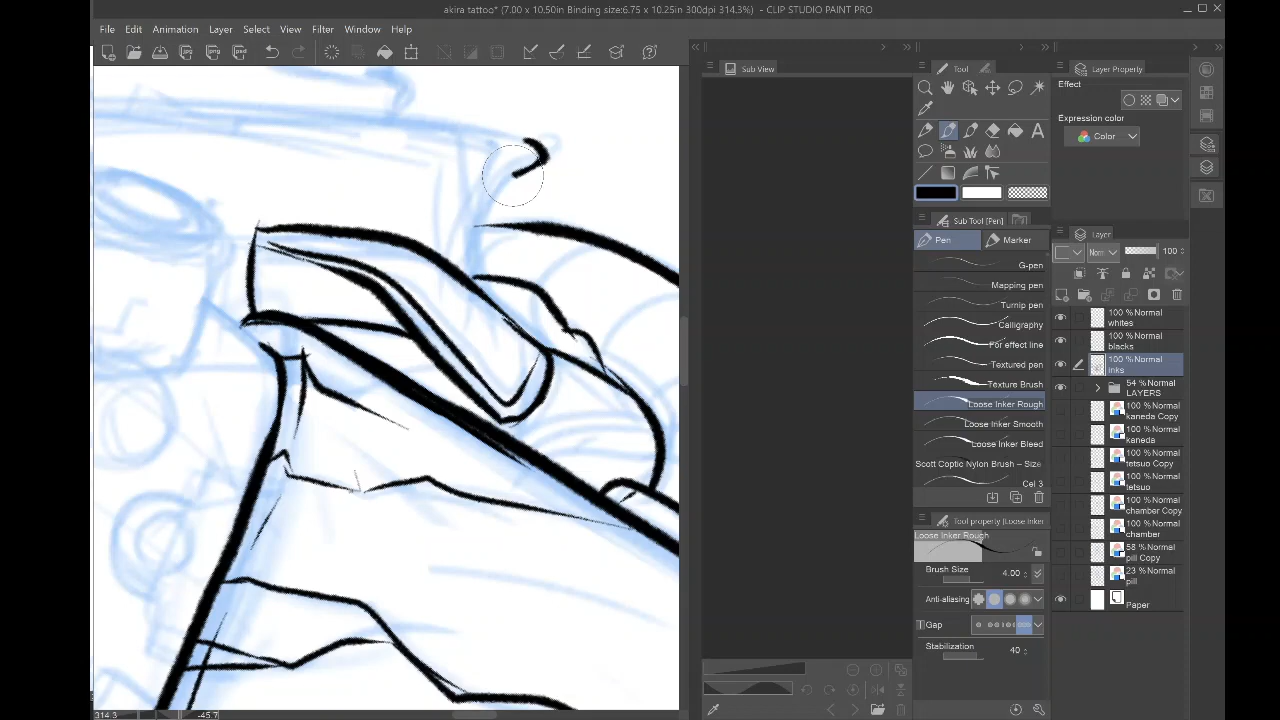 akira tattoo* (7.00 x 10.50in Binding size:6.75 x 10.25in 300dpi 314.3%) - CLIP STUDIO PAINT PRO
File Edit Animation Layer Select View Filter Window Help
Sub View
Tool
Layer Property
Effect
Expression color
Color
Sub Tool [Pen]
Pen
Marker
G-pen
Mapping pen
Turnip pen
Calligraphy
For effect line
Textured pen
Texture Brush
Loose Inker Rough
Loose Inker Smooth
Loose Inker Bleed
Scott Coptic Nylon Brush – Size
Cel 3
Tool property [Loose Inker
Loose Inker Rough
Brush Size 4.00
Anti-aliasing
Gap
Stabilization 40
Layer
Norm 100
100 %Normal
whites
100 %Normal
blacks
100 %Normal
inks
54 %Normal
LAYERS
100 %Normal
kaneda Copy
100 %Normal
kaneda
100 %Normal
tetsuo Copy
100 %Normal
tetsuo
100 %Normal
chamber Copy
100 %Normal
chamber
58 %Normal
pill Copy
23 %Normal
pill
Paper
314.3 -45.7